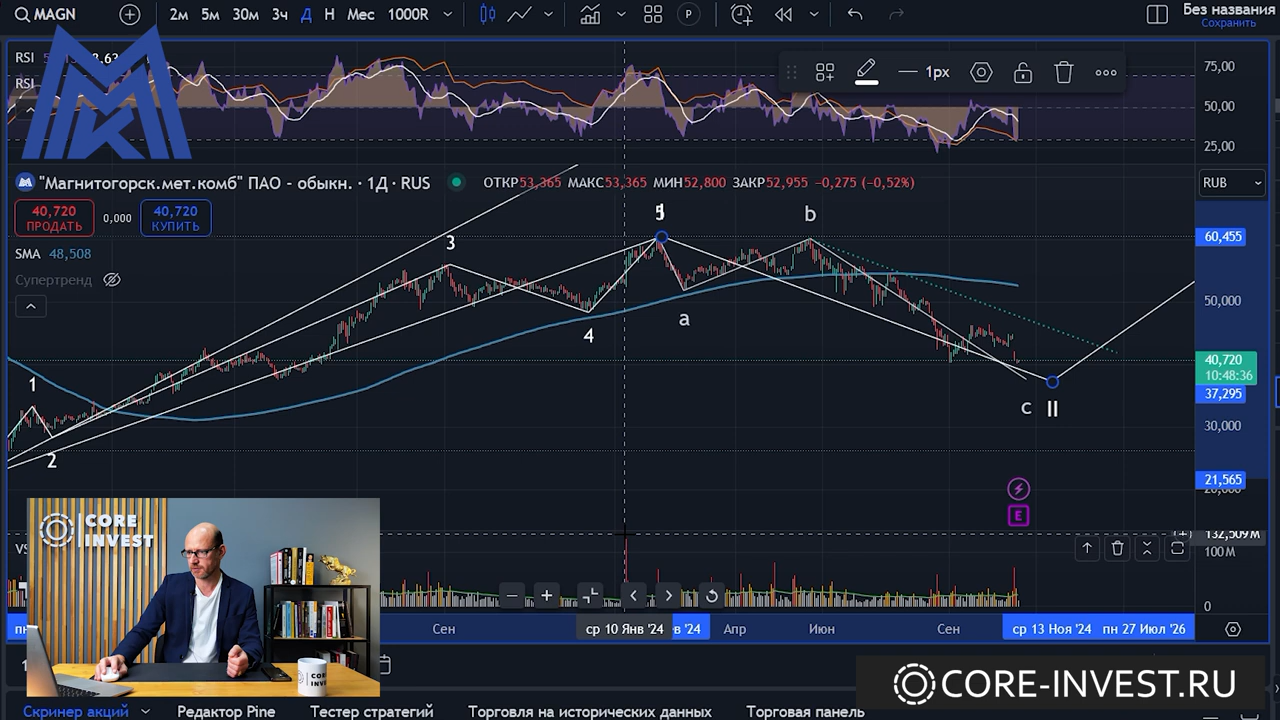 MAGN
2м 5м 30м 3ч Д Н Мес 1000R
P
Без названия
Сохранить
RSI
1px
75,00
RSI
50,00
25,00
"Магнитогорск.мет.комб" ПАО - обыкн. · 1Д · RUS
ОТКР53,365 МАКС53,365 МИН52,800 ЗАКР52,955 −0,275 (−0,52%)
RUB
40,720
ПРОДАТЬ
0,000
40,720
КУПИТЬ
SMA 48,508
Супертренд
5
b
3
60,455
50,000
a
4
1
2
40,720
10:48:36
37,295
c II
30,000
21,565
20,000
E
132,509M
100M
0
CORE
INVEST
Сен
ср 10 Янв '24
в '24
Апр
Июн
Сен
ср 13 Ноя '24
пн 27 Июл '26
CORE-INVEST.RU
Скринер акций
Редактор Pine
Тестер стратегий
Торговля на исторических данных
Торговая панель